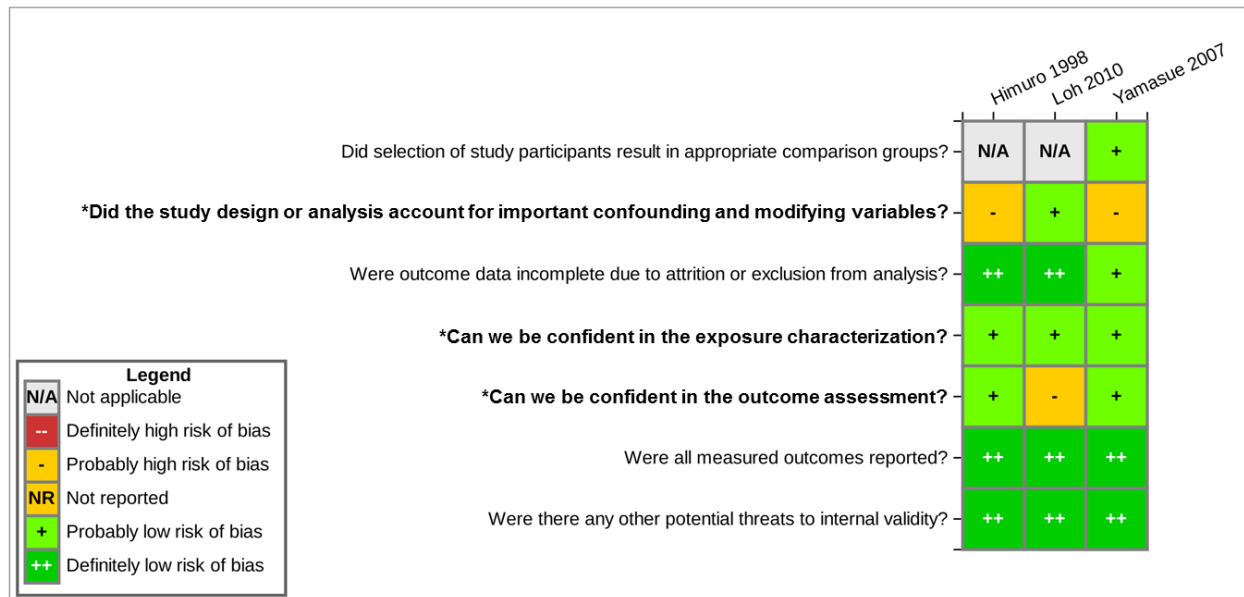 Himuro 1998
Loh 2010
Yamasue 2007
Did selection of study participants result in appropriate comparison groups?
N/A N/A +
*Did the study design or analysis account for important confounding and modifying variables?
- + -
Were outcome data incomplete due to attrition or exclusion from analysis?
++ ++ +
*Can we be confident in the exposure characterization?
+ + +
*Can we be confident in the outcome assessment?
+ - +
Were all measured outcomes reported?
++ ++ ++
Were there any other potential threats to internal validity?
++ ++ ++
Legend
N/A Not applicable
-- Definitely high risk of bias
- Probably high risk of bias
NR Not reported
+ Probably low risk of bias
++ Definitely low risk of bias